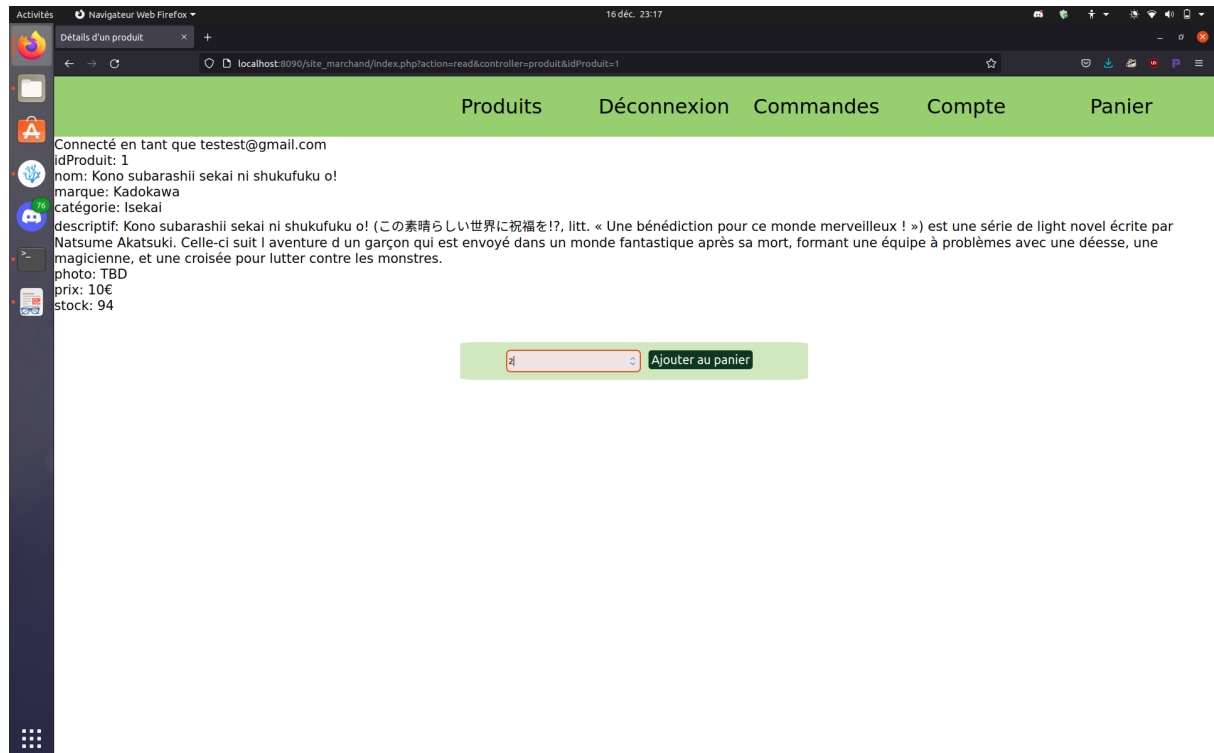 Activités Navigateur Web Firefox 16 déc. 23:17
Détails d'un produit
localhost:8090/site_marchand/index.php?action=read&controller=produit&idProduit=1
Produits Déconnexion Commandes Compte Panier
Connecté en tant que testest@gmail.com
idProduit: 1
nom: Kono subarashii sekai ni shukufuku o!
marque: Kadokawa
catégorie: Isekai
76
descriptif: Kono subarashii sekai ni shukufuku o! (この素晴らしい世界に祝福を!?, litt. « Une bénédiction pour ce monde merveilleux ! ») est une série de light novel écrite par
Natsume Akatsuki. Celle-ci suit l aventure d un garçon qui est envoyé dans un monde fantastique après sa mort, formant une équipe à problèmes avec une déesse, une
magicienne, et une croisée pour lutter contre les monstres.
photo: TBD
prix: 10€
stock: 94
2 Ajouter au panier